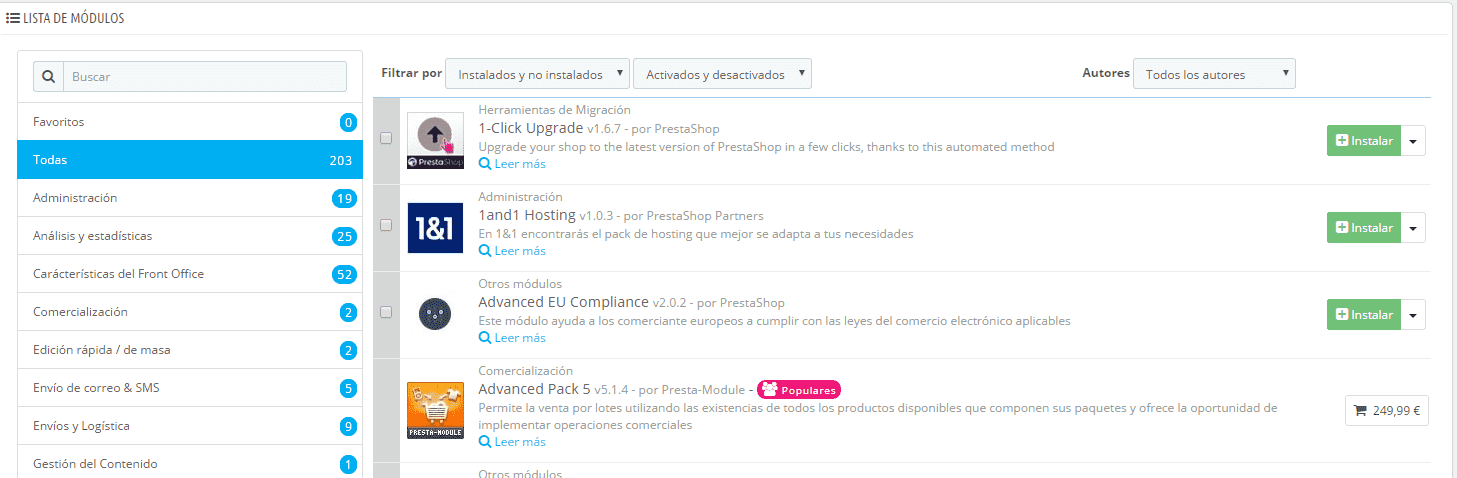 LISTA DE MÓDULOS
Buscar
Favoritos 0
Todas 203
Administración 19
Análisis y estadísticas 25
Carácterísticas del Front Office 52
Comercialización 2
Edición rápida / de masa 2
Envío de correo & SMS 5
Envíos y Logística 9
Gestión del Contenido 1
Filtrar por Instalados y no instalados Activados y desactivados Autores Todos los autores
Herramientas de Migración
1-Click Upgrade v1.6.7 - por PrestaShop
Upgrade your shop to the latest version of PrestaShop in a few clicks, thanks to this automated method
Leer más
PrestaShop
Instalar
Administración
1and1 Hosting v1.0.3 - por PrestaShop Partners
En 1&1 encontrarás el pack de hosting que mejor se adapta a tus necesidades
Leer más
1&1
Instalar
Otros módulos
Advanced EU Compliance v2.0.2 - por PrestaShop
Este módulo ayuda a los comerciante europeos a cumplir con las leyes del comercio electrónico aplicables
Leer más
Instalar
Comercialización
Advanced Pack 5 v5.1.4 - por Presta-Module - Populares
Permite la venta por lotes utilizando las existencias de todos los productos disponibles que componen sus paquetes y ofrece la oportunidad de
implementar operaciones comerciales
Leer más
PRESTA-MODULE
249,99 €
Otros módulos